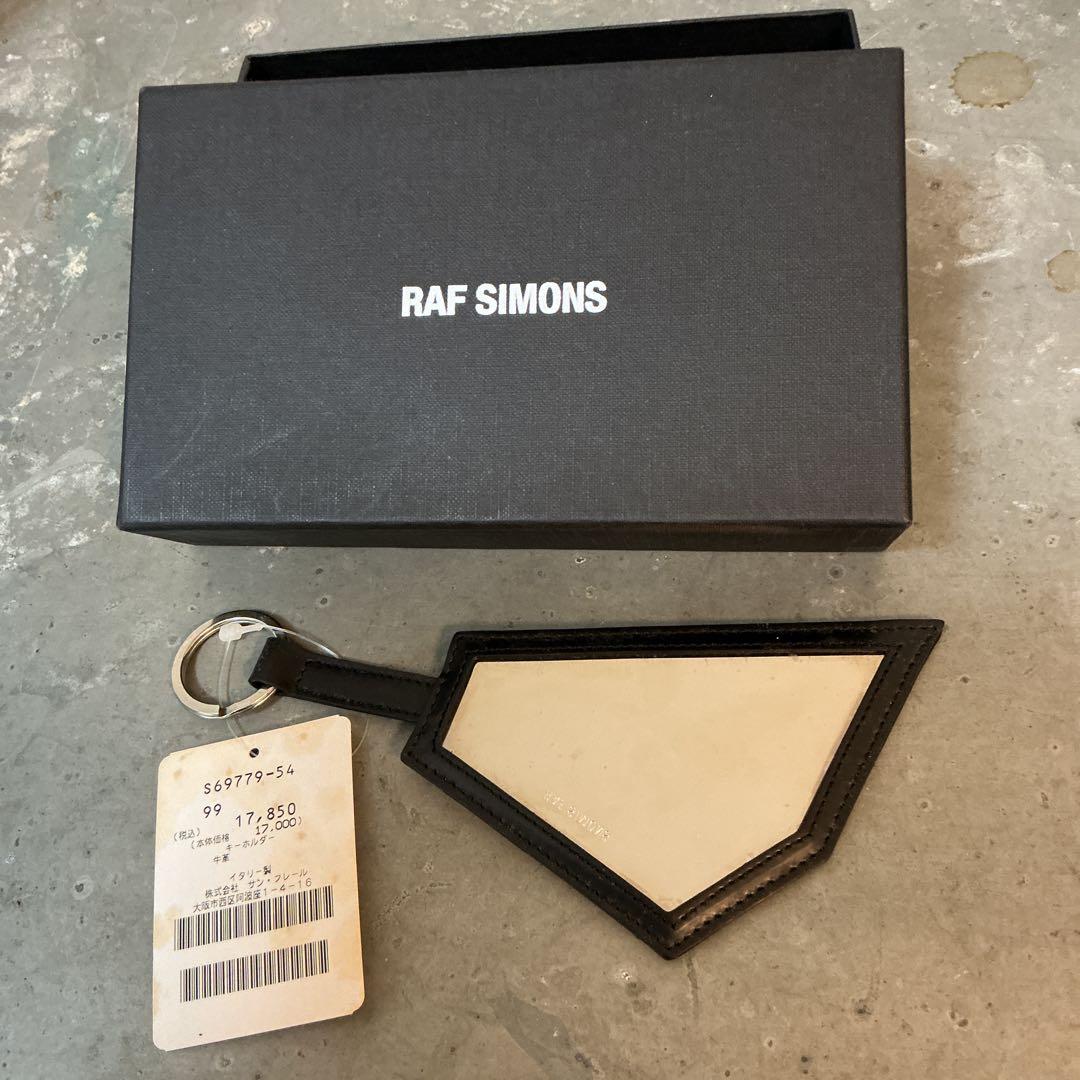 RAF SIMONS
S69779-54
99 17,850
(税込)
(本体価格 17,000)
キーホルダー
牛革
イタリー製
株式会社 サン・フレール
大阪市西区阿波座1-4-16
RAF SIMONS